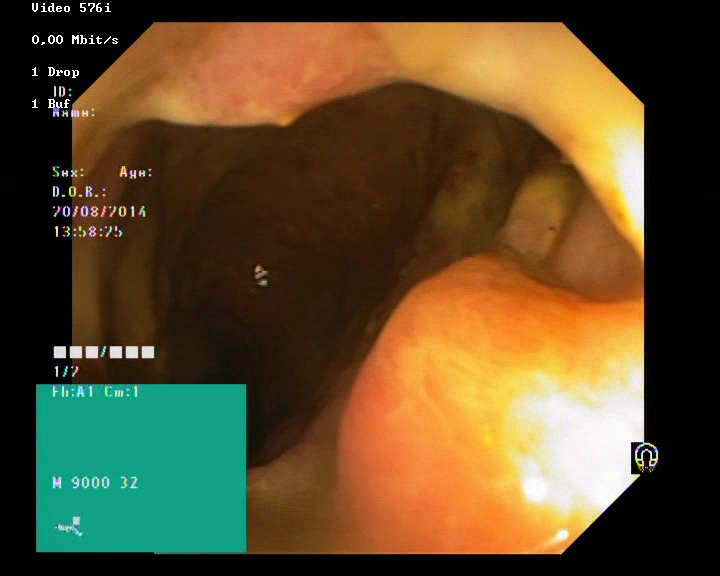 Video 576i
0,00 Mbit/s
1 Drop
ID:
1 Buf
Name:
Sex: Age:
D.O.B.:
20/08/2014
13:58:25
/
1/2
Eh:A1 Cm:1
M 9000 32